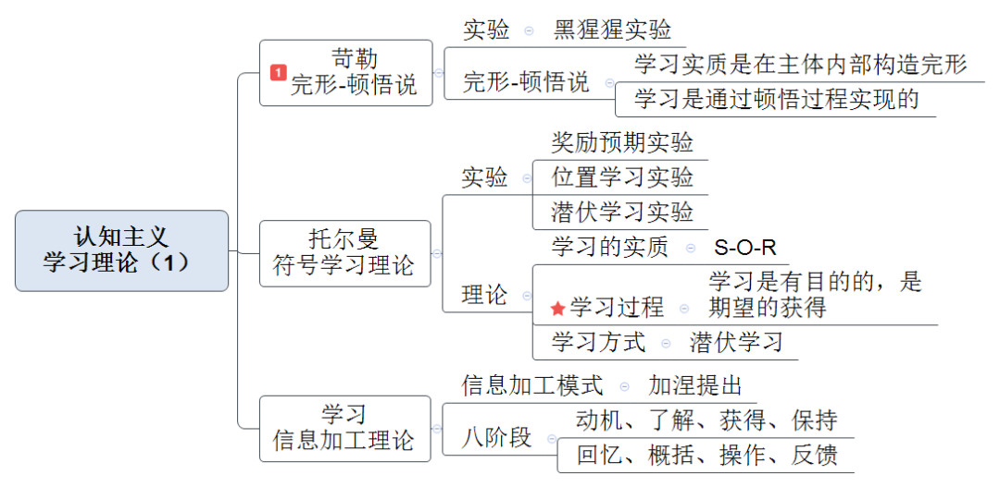 认知主义
学习理论（1）
1
苛勒
完形-顿悟说
实验
黑猩猩实验
完形-顿悟说
学习实质是在主体内部构造完形
学习是通过顿悟过程实现的
托尔曼
符号学习理论
实验
奖励预期实验
位置学习实验
潜伏学习实验
理论
学习的实质
S-O-R
学习过程
学习是有目的的，是
期望的获得
学习方式
潜伏学习
学习
信息加工理论
信息加工模式
加涅提出
八阶段
动机、了解、获得、保持
回忆、概括、操作、反馈